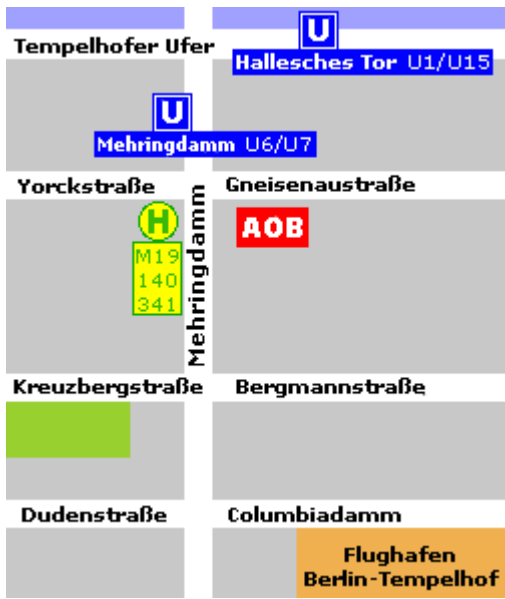 U
Tempelhofer Ufer
Hallesches Tor U1/U15
U
Mehringdamm U6/U7
Yorckstraße
Gneisenaustraße
Mehringdamm
H
M19
140
341
AOB
Kreuzbergstraße
Bergmannstraße
Dudenstraße
Columbiadamm
Flughafen
Berlin-Tempelhof